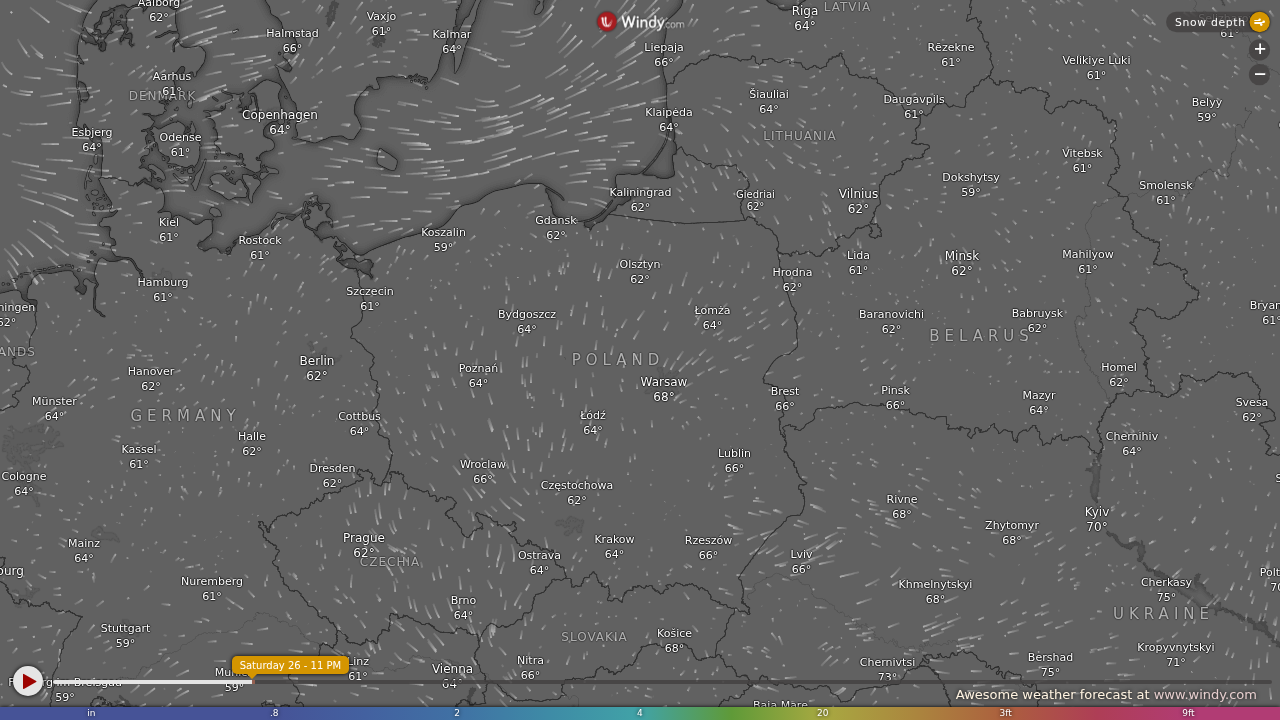 Aalborg
62°
Vaxjo
61°
Halmstad
66°
Kalmar
64°
Windy.com
Liepaja
66°
Riga
64°
LATVIA
Rēzekne
61°
Snow depth
61°
+
−
Velikiye Luki
61°
Aarhus
61°
DENMARK
Copenhagen
64°
Esbjerg
64°
Odense
61°
Šiauliai
64°
Klaipėda
64°
LITHUANIA
Daugavpils
61°
Belyy
59°
Vitebsk
61°
Dokshytsy
59°
Smolensk
61°
Kaliningrad
62°
Giedriai
62°
Vilnius
62°
Kiel
61°
Rostock
61°
Koszalin
59°
Gdansk
62°
Lida
61°
Minsk
62°
Mahilyow
61°
Hamburg
61°
Szczecin
61°
Olsztyn
62°
Hrodna
62°
Bydgoszcz
64°
Łomża
64°
Baranovichi
62°
Babruysk
62°
BELARUS
Berlin
62°
Hanover
62°
Poznań
64°
POLAND
Warsaw
68°
Brest
66°
Pinsk
66°
Homel
62°
Mazyr
64°
Münster
64°
GERMANY
Cottbus
64°
Łódź
64°
Svesa
62°
Kassel
61°
Halle
62°
Chernihiv
64°
Cologne
64°
Dresden
62°
Wroclaw
66°
Częstochowa
62°
Lublin
66°
Rivne
68°
Kyiv
70°
Zhytomyr
68°
Mainz
64°
Prague
62°
CZECHIA
Ostrava
64°
Krakow
64°
Rzeszów
66°
Lviv
66°
Nuremberg
61°
Brno
64°
Khmelnytskyi
68°
Cherkasy
75°
UKRAINE
Stuttgart
59°
SLOVAKIA
Košice
68°
Kropyvnytskyi
71°
Saturday 26 - 11 PM
Linz
61°
Vienna
64°
Nitra
66°
Chernivtsi
73°
Bershad
75°
59°
59°
Awesome weather forecast at www.windy.com
Baia Mare
in
.8
2
4
20
3ft
9ft